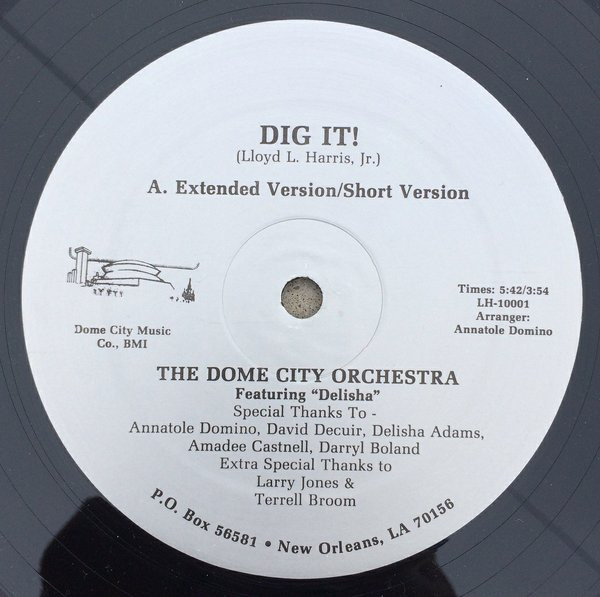 DIG IT!
(Lloyd L. Harris, Jr.)
A. Extended Version/Short Version
Times: 5:42/3:54
LH-10001
Arranger:
Annatole Domino
Dome City Music
Co., BMI
THE DOME CITY ORCHESTRA
Featuring "Delisha"
Special Thanks To -
Annatole Domino, David Decuir, Delisha Adams,
Amadee Castnell, Darryl Boland
Extra Special Thanks to
Larry Jones &
Terrell Broom
P.O. Box 56581 • New Orleans, LA 70156